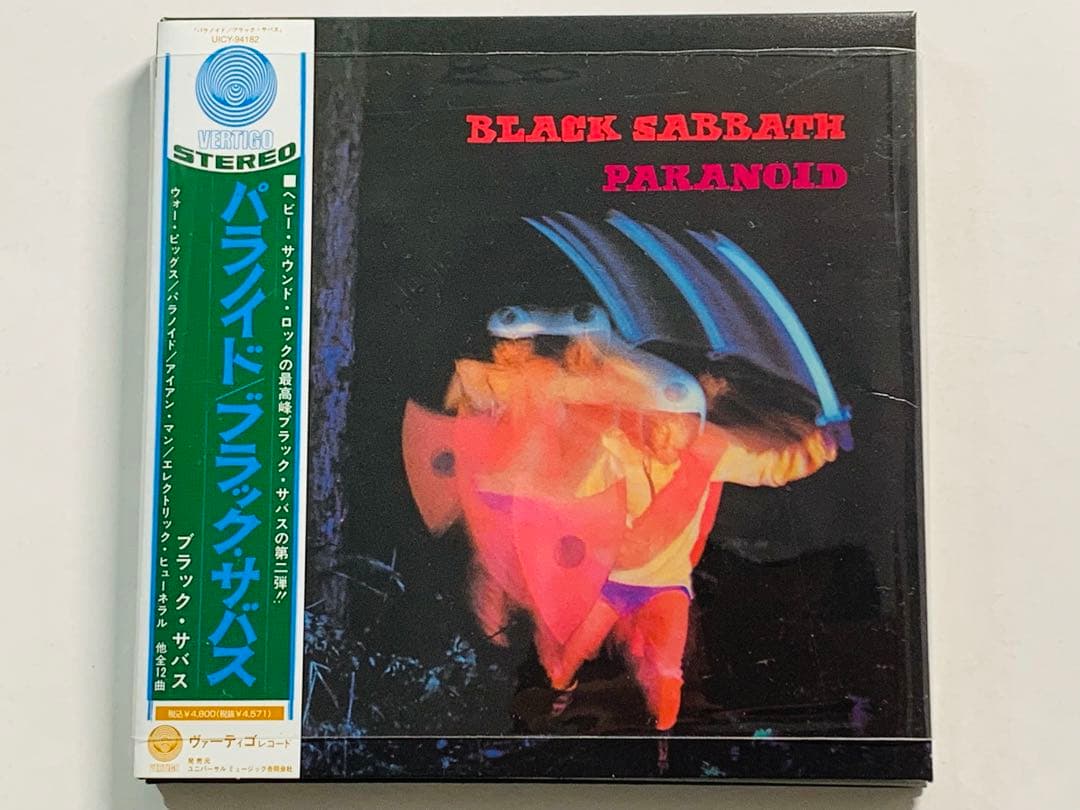 「パラノイド/ブラック・サバス」
UICY-94182
VERTIGO
STEREO
■ヘビー・サウンド・ロックの最高峰ブラック・サバスの第二弾!!
パラノイド/ブラック・サバス
ブラック・サバス
ウォー・ピッグス/パラノイド/アイアン・マン/エレクトリック・ヒューネラル 他全12曲
税込¥4,800(税抜¥4,571)
VERTIGO
ヴァーティゴレコード
発売元
ユニバーサル ミュージック合同会社
BLACK SABBATH
PARANOID